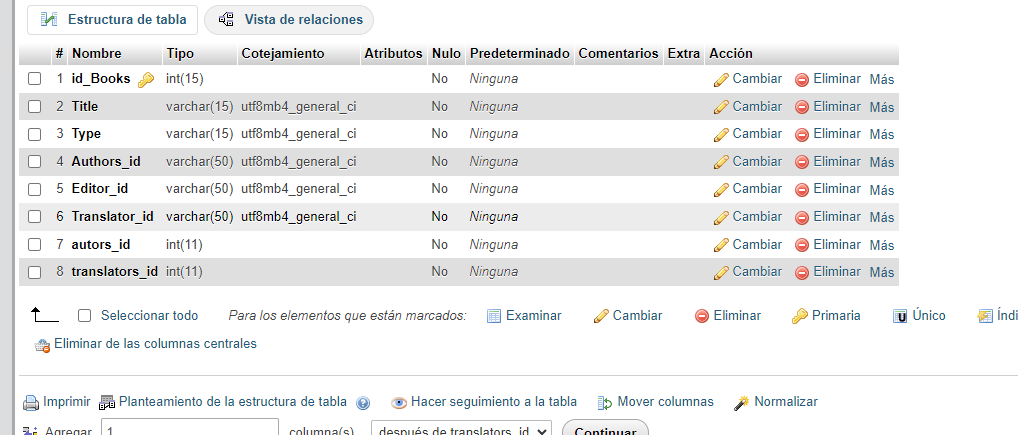 Estructura de tabla Vista de relaciones
# Nombre Tipo Cotejamiento Atributos Nulo Predeterminado Comentarios Extra Acción
1 id_Books int(15) No Ninguna Cambiar Eliminar Más
2 Title varchar(15) utf8mb4_general_ci No Ninguna Cambiar Eliminar Más
3 Type varchar(15) utf8mb4_general_ci No Ninguna Cambiar Eliminar Más
4 Authors_id varchar(50) utf8mb4_general_ci No Ninguna Cambiar Eliminar Más
5 Editor_id varchar(50) utf8mb4_general_ci No Ninguna Cambiar Eliminar Más
6 Translator_id varchar(50) utf8mb4_general_ci No Ninguna Cambiar Eliminar Más
7 autors_id int(11) No Ninguna Cambiar Eliminar Más
8 translators_id int(11) No Ninguna Cambiar Eliminar Más
Seleccionar todo Para los elementos que están marcados: Examinar Cambiar Eliminar Primaria U Único Índi
Eliminar de las columnas centrales
Imprimir Planteamiento de la estructura de tabla Hacer seguimiento a la tabla Mover columnas Normalizar
Agregar 1 columna(s) después de translators_id Continuar